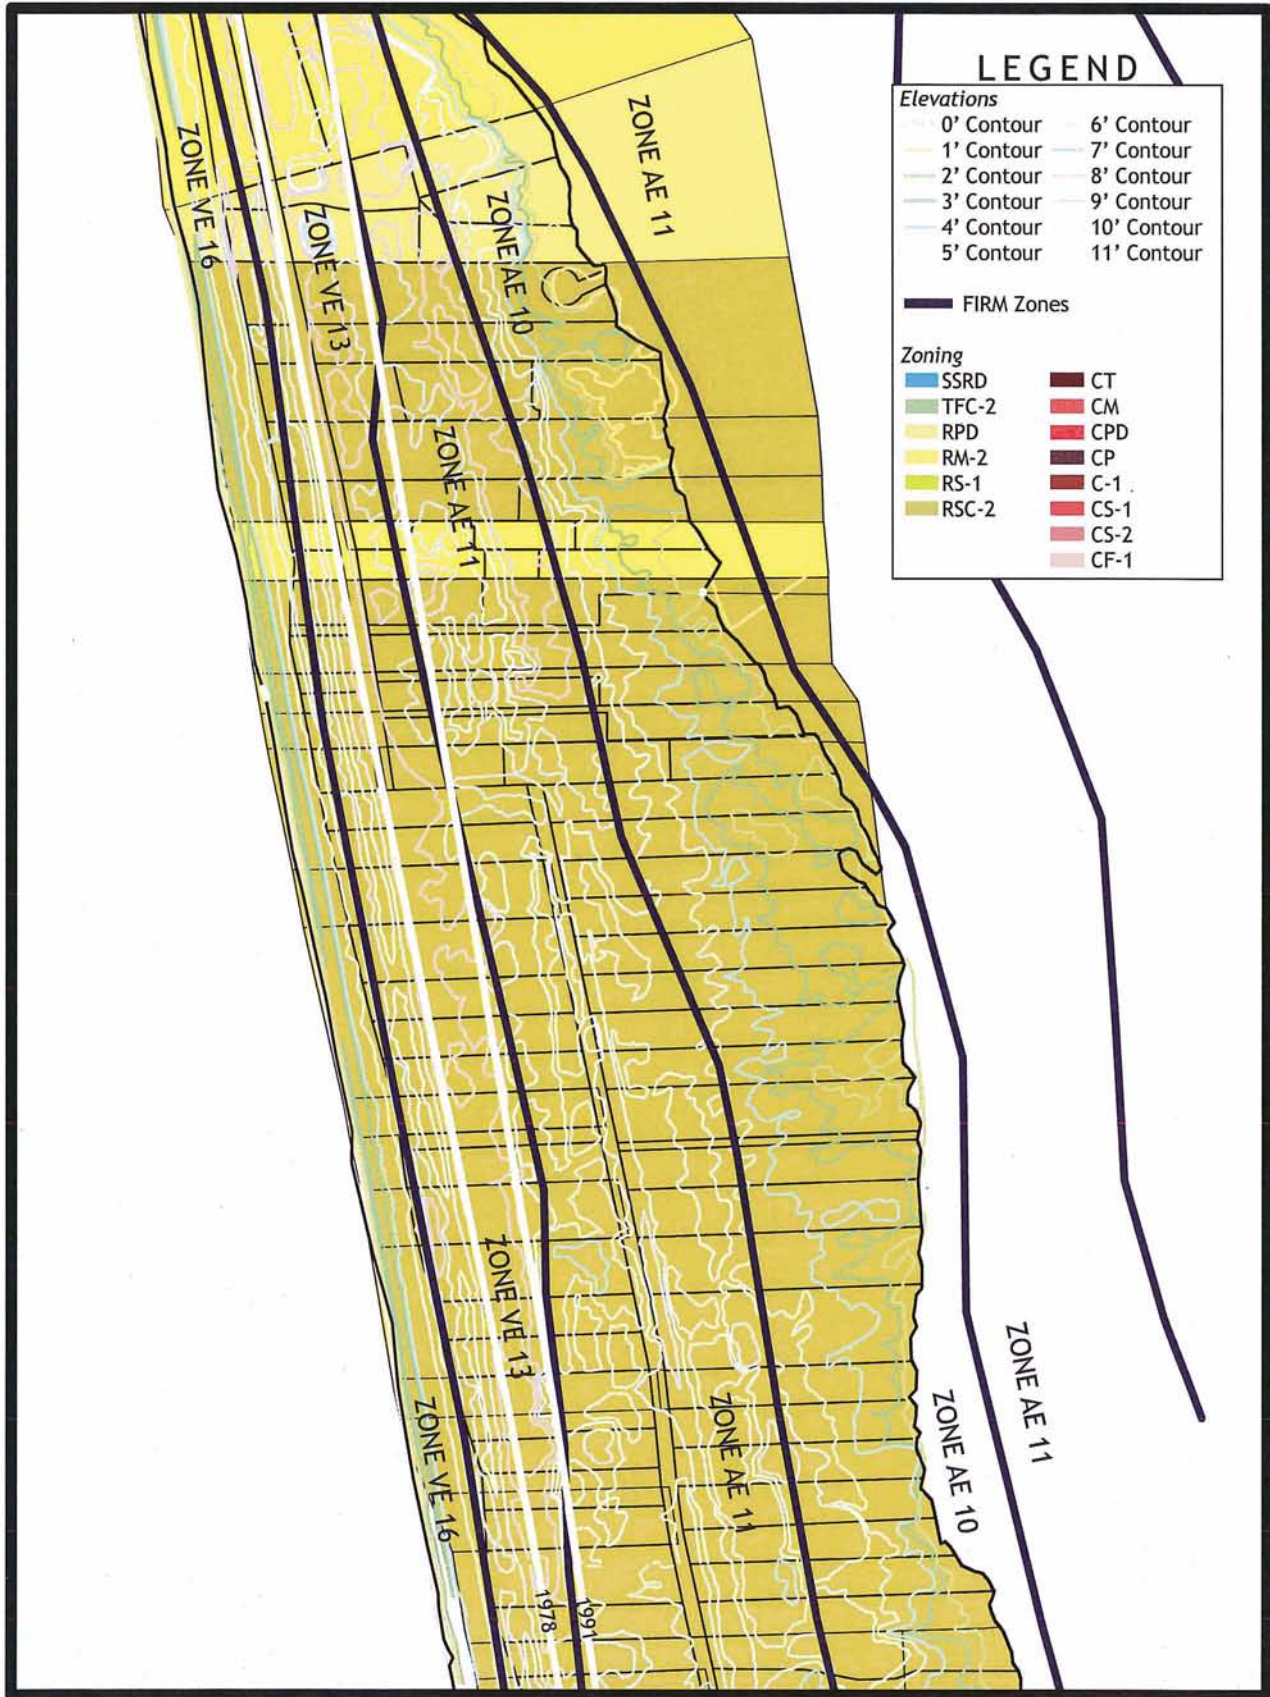 LEGEND
Elevations
0' Contour
1' Contour
2' Contour
3' Contour
4' Contour
5' Contour
6' Contour
7' Contour
8' Contour
9' Contour
10' Contour
11' Contour
FIRM Zones
Zoning
SSRD
TFC-2
RPD
RM-2
RS-1
RSC-2
CT
CM
CPD
CP
C-1
CS-1
CS-2
CF-1
ZONE VE 16
ZONE VE 13
ZONE AE 10
ZONE AE 11
ZONE AE 11
ZONE VE 13
ZONE VE 16
ZONE AE 11
ZONE AE 10
ZONE AE 11
1978
1991